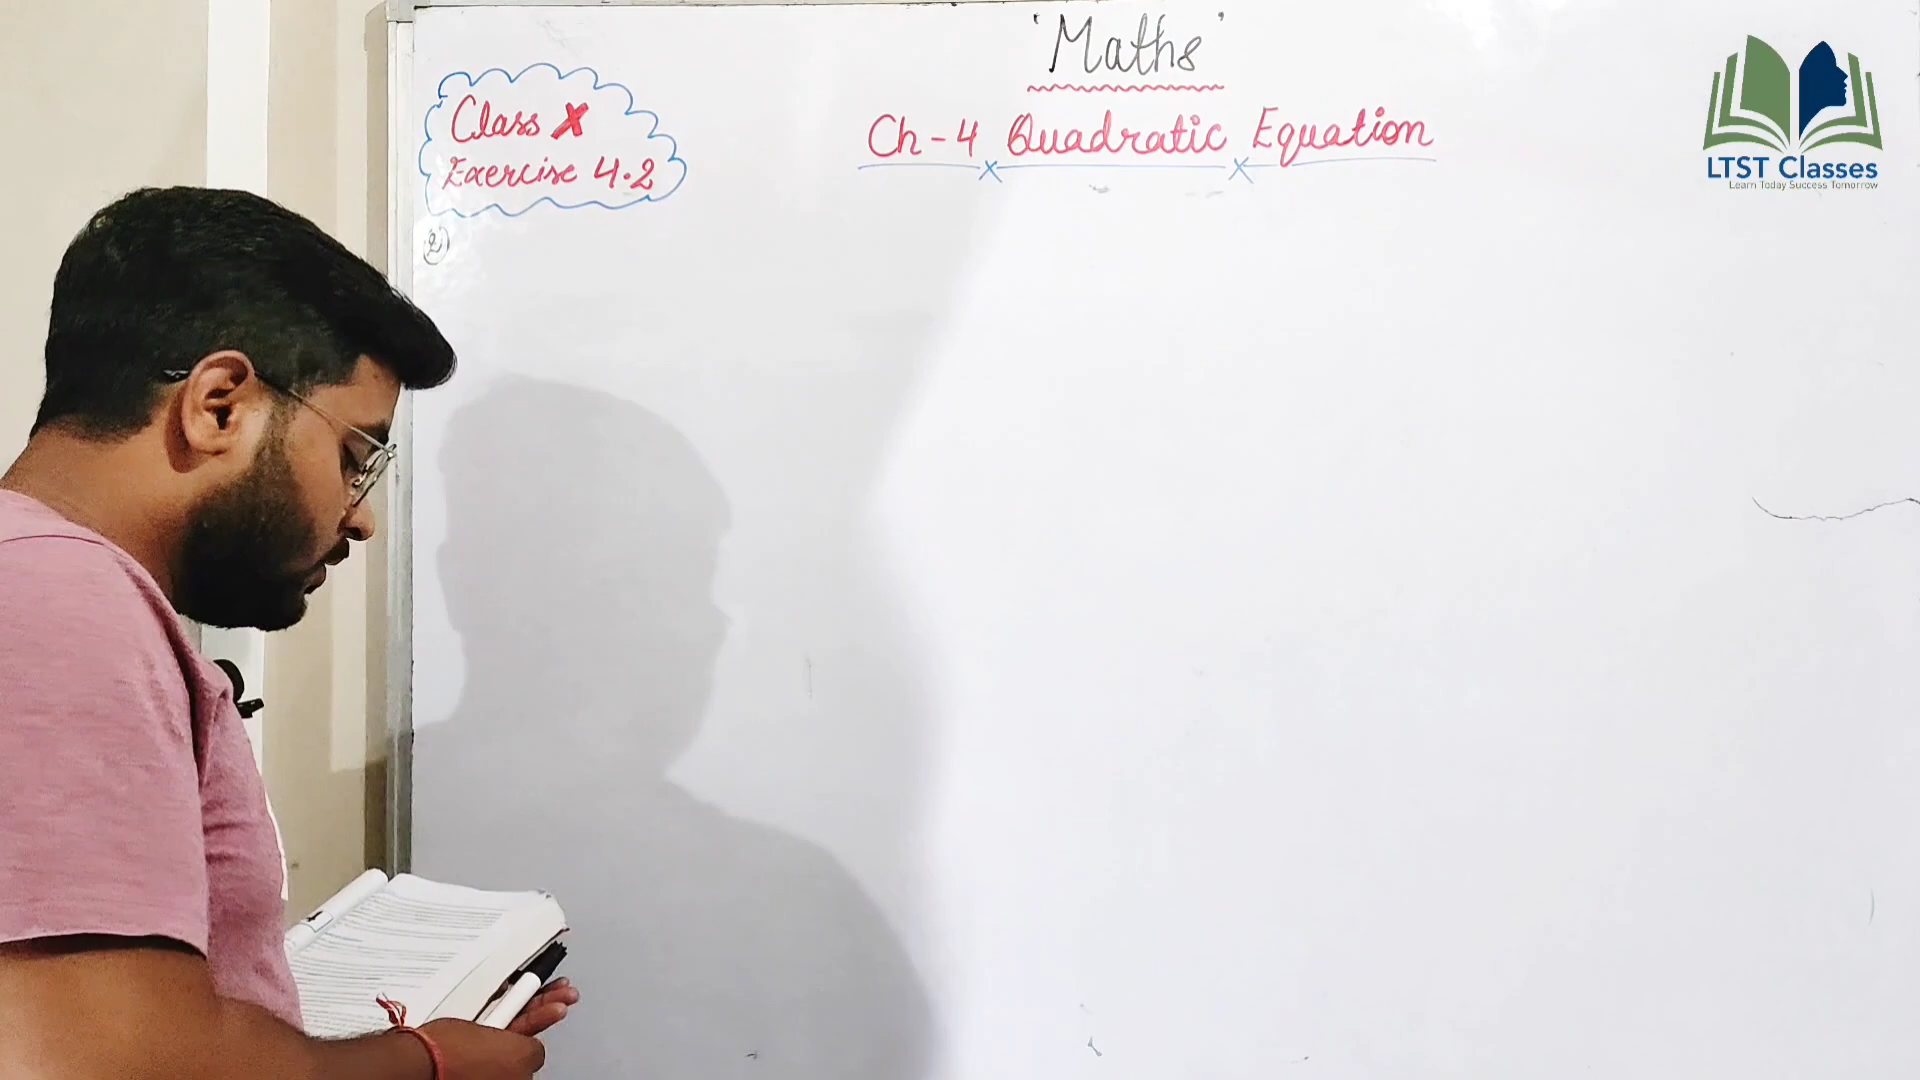 'Maths'
Class X
Exercise 4.2
Ch-4 Quadratic Equation
LTST Classes
Learn Today Success Tomorrow
2